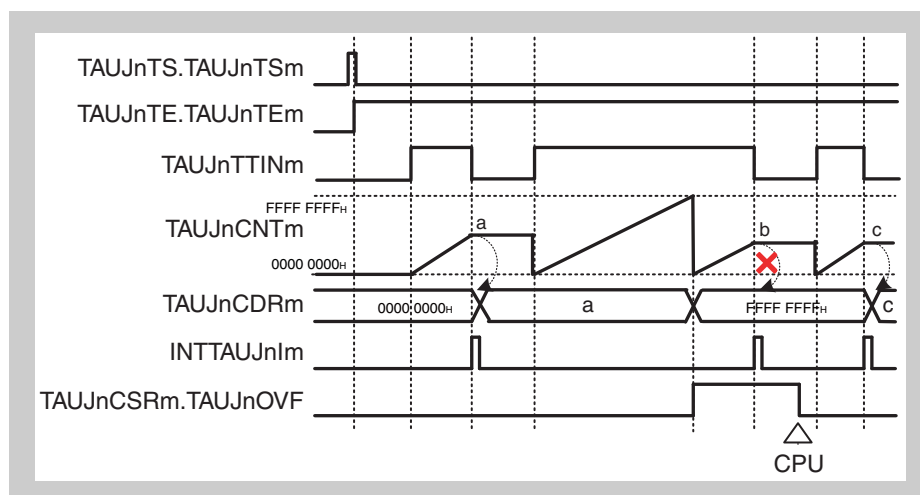 TAUJnTS.TAUJnTSm
TAUJnTE.TAUJnTEm
TAUJnTTINm
FFFF FFFFH
TAUJnCNTm
a
b
c
0000 0000H
TAUJnCDRm
0000 0000H
a
FFFF FFFFH
c
INTTAUJnIm
TAUJnCSRm.TAUJnOVF
CPU